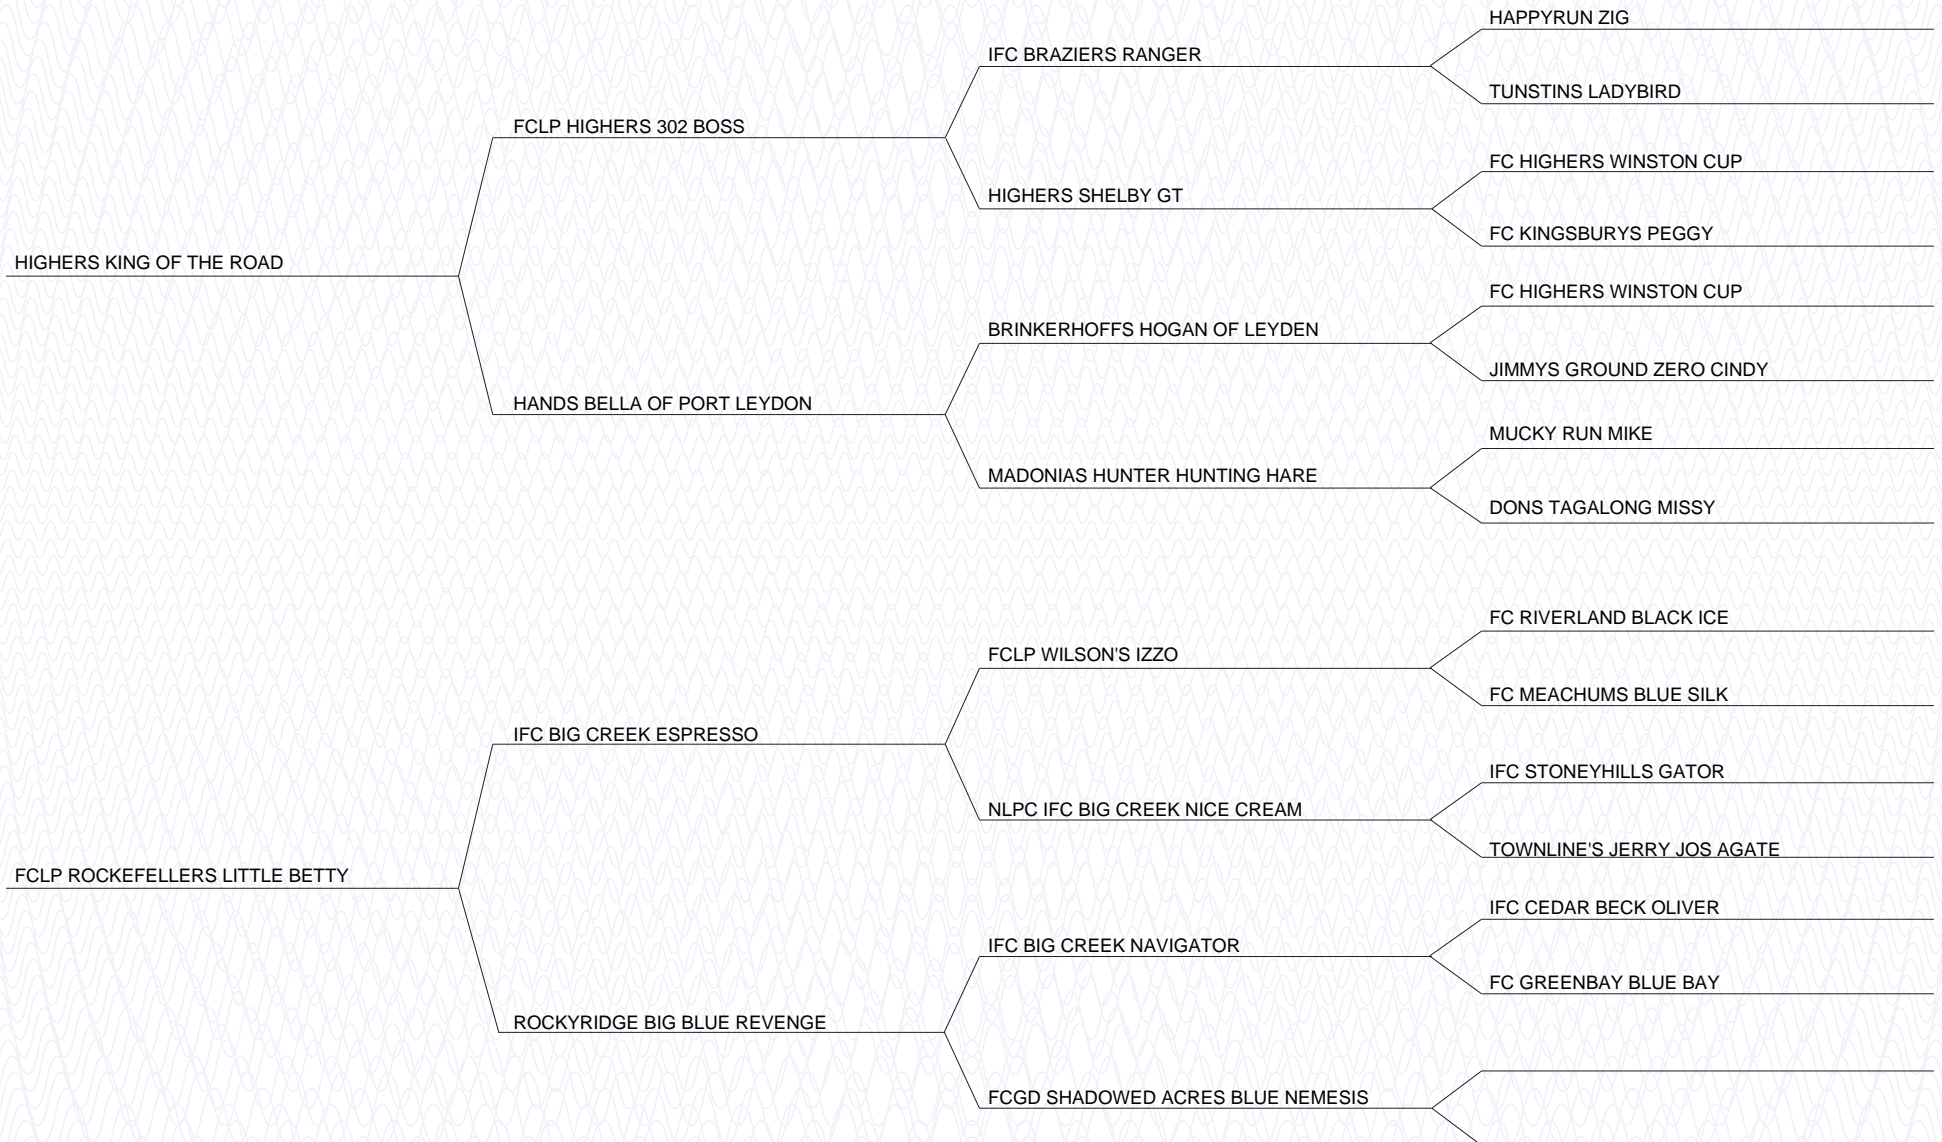 HAPPYRUN ZIG
IFC BRAZIERS RANGER
TUNSTINS LADYBIRD
FCLP HIGHERS 302 BOSS
FC HIGHERS WINSTON CUP
HIGHERS SHELBY GT
FC KINGSBURYS PEGGY
HIGHERS KING OF THE ROAD
FC HIGHERS WINSTON CUP
BRINKERHOFFS HOGAN OF LEYDEN
JIMMYS GROUND ZERO CINDY
HANDS BELLA OF PORT LEYDON
MUCKY RUN MIKE
MADONIAS HUNTER HUNTING HARE
DONS TAGALONG MISSY
FC RIVERLAND BLACK ICE
FCLP WILSON'S IZZO
FC MEACHUMS BLUE SILK
IFC BIG CREEK ESPRESSO
IFC STONEYHILLS GATOR
NLPC IFC BIG CREEK NICE CREAM
TOWNLINE'S JERRY JOS AGATE
FCLP ROCKEFELLERS LITTLE BETTY
IFC CEDAR BECK OLIVER
IFC BIG CREEK NAVIGATOR
FC GREENBAY BLUE BAY
ROCKYRIDGE BIG BLUE REVENGE
FCGD SHADOWED ACRES BLUE NEMESIS